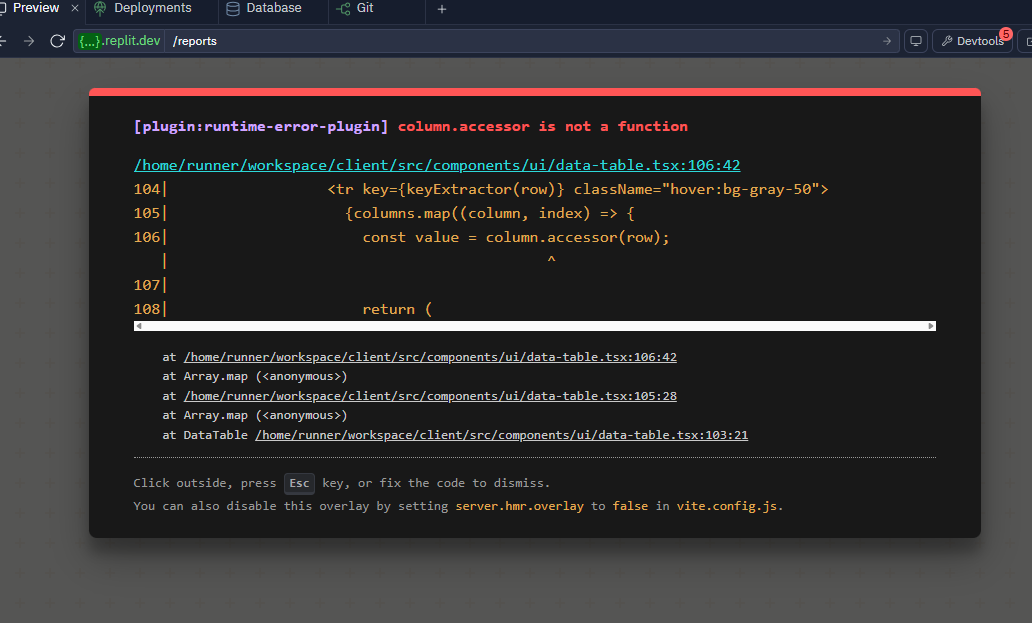 Preview × Deployments Database Git +
{...}.replit.dev /reports Devtools 5
[plugin:runtime-error-plugin] column.accessor is not a function
/home/runner/workspace/client/src/components/ui/data-table.tsx:106:42
104| <tr key={keyExtractor(row)} className="hover:bg-gray-50">
105| {columns.map((column, index) => {
106| const value = column.accessor(row);
| ^
107|
108| return (
at /home/runner/workspace/client/src/components/ui/data-table.tsx:106:42
at Array.map (<anonymous>)
at /home/runner/workspace/client/src/components/ui/data-table.tsx:105:28
at Array.map (<anonymous>)
at DataTable /home/runner/workspace/client/src/components/ui/data-table.tsx:103:21
Click outside, press Esc key, or fix the code to dismiss.
You can also disable this overlay by setting server.hmr.overlay to false in vite.config.js.